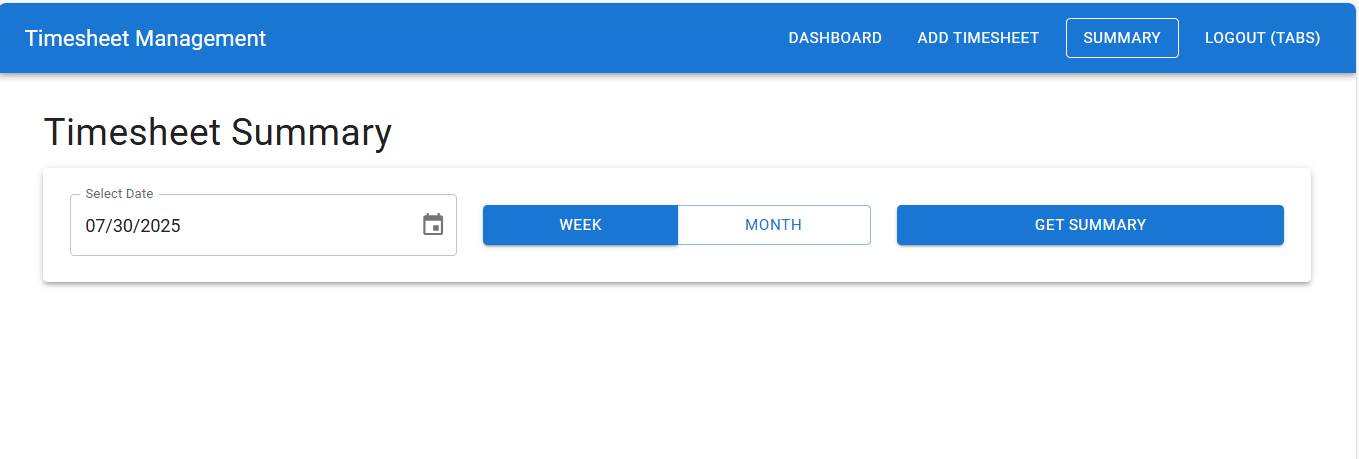 Timesheet Management DASHBOARD ADD TIMESHEET SUMMARY LOGOUT (TABS)
Timesheet Summary
Select Date
07/30/2025 WEEK MONTH GET SUMMARY